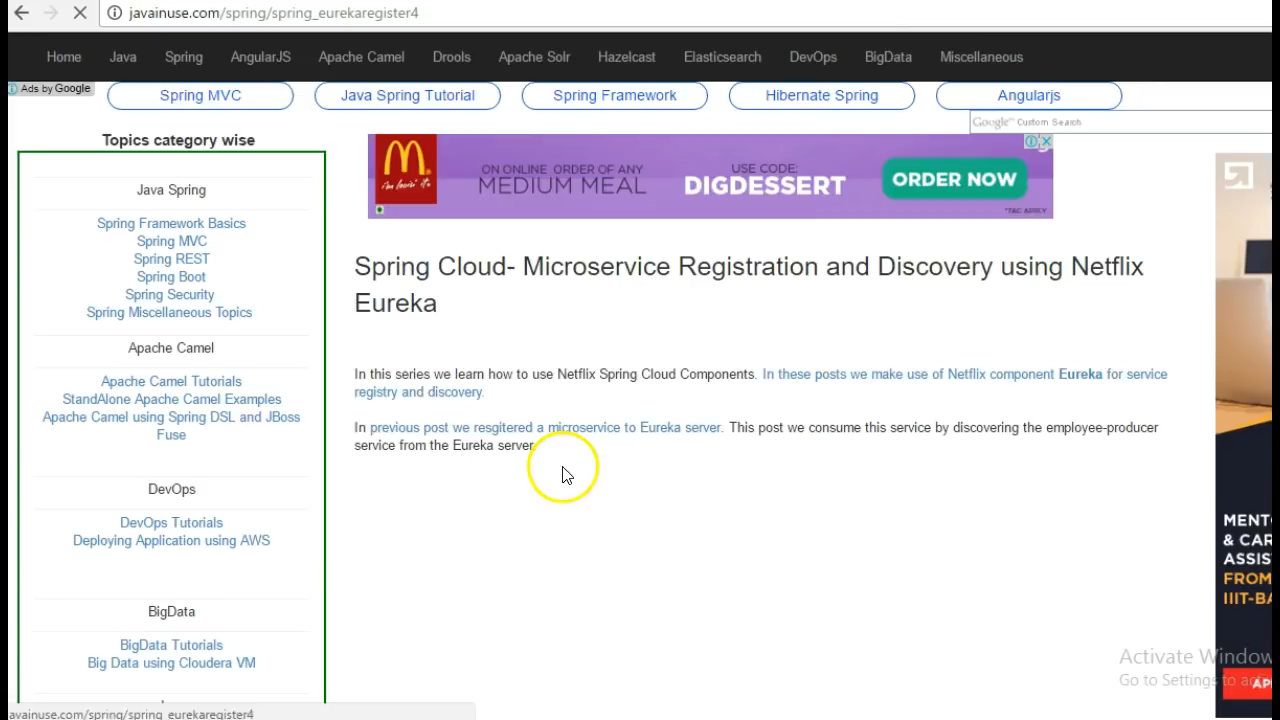 javainuse.com/spring/spring_eurekaregister4
Home Java Spring AngularJS Apache Camel Drools Apache Solr Hazelcast Elasticsearch DevOps BigData Miscellaneous
Ads by Google Spring MVC Java Spring Tutorial Spring Framework Hibernate Spring Angularjs
Google™ Custom Search
Topics category wise
Java Spring
Spring Framework Basics
Spring MVC
Spring REST
Spring Boot
Spring Security
Spring Miscellaneous Topics
Apache Camel
Apache Camel Tutorials
StandAlone Apache Camel Examples
Apache Camel using Spring DSL and JBoss
Fuse
DevOps
DevOps Tutorials
Deploying Application using AWS
BigData
BigData Tutorials
Big Data using Cloudera VM
i'm lovin' it
ON ONLINE ORDER OF ANY
MEDIUM MEAL
USE CODE:
DIGDESSERT
ORDER NOW
*T&C APPLY
Spring Cloud- Microservice Registration and Discovery using Netflix
Eureka
In this series we learn how to use Netflix Spring Cloud Components. In these posts we make use of Netflix component Eureka for service
registry and discovery.
In previous post we resgitered a microservice to Eureka server. This post we consume this service by discovering the employee-producer
service from the Eureka server.
MENT
& CAR
ASSIS
FROM
IIIT-BA
AP
Activate Window
Go to Settings to
javainuse.com/spring/spring_eurekaregister4